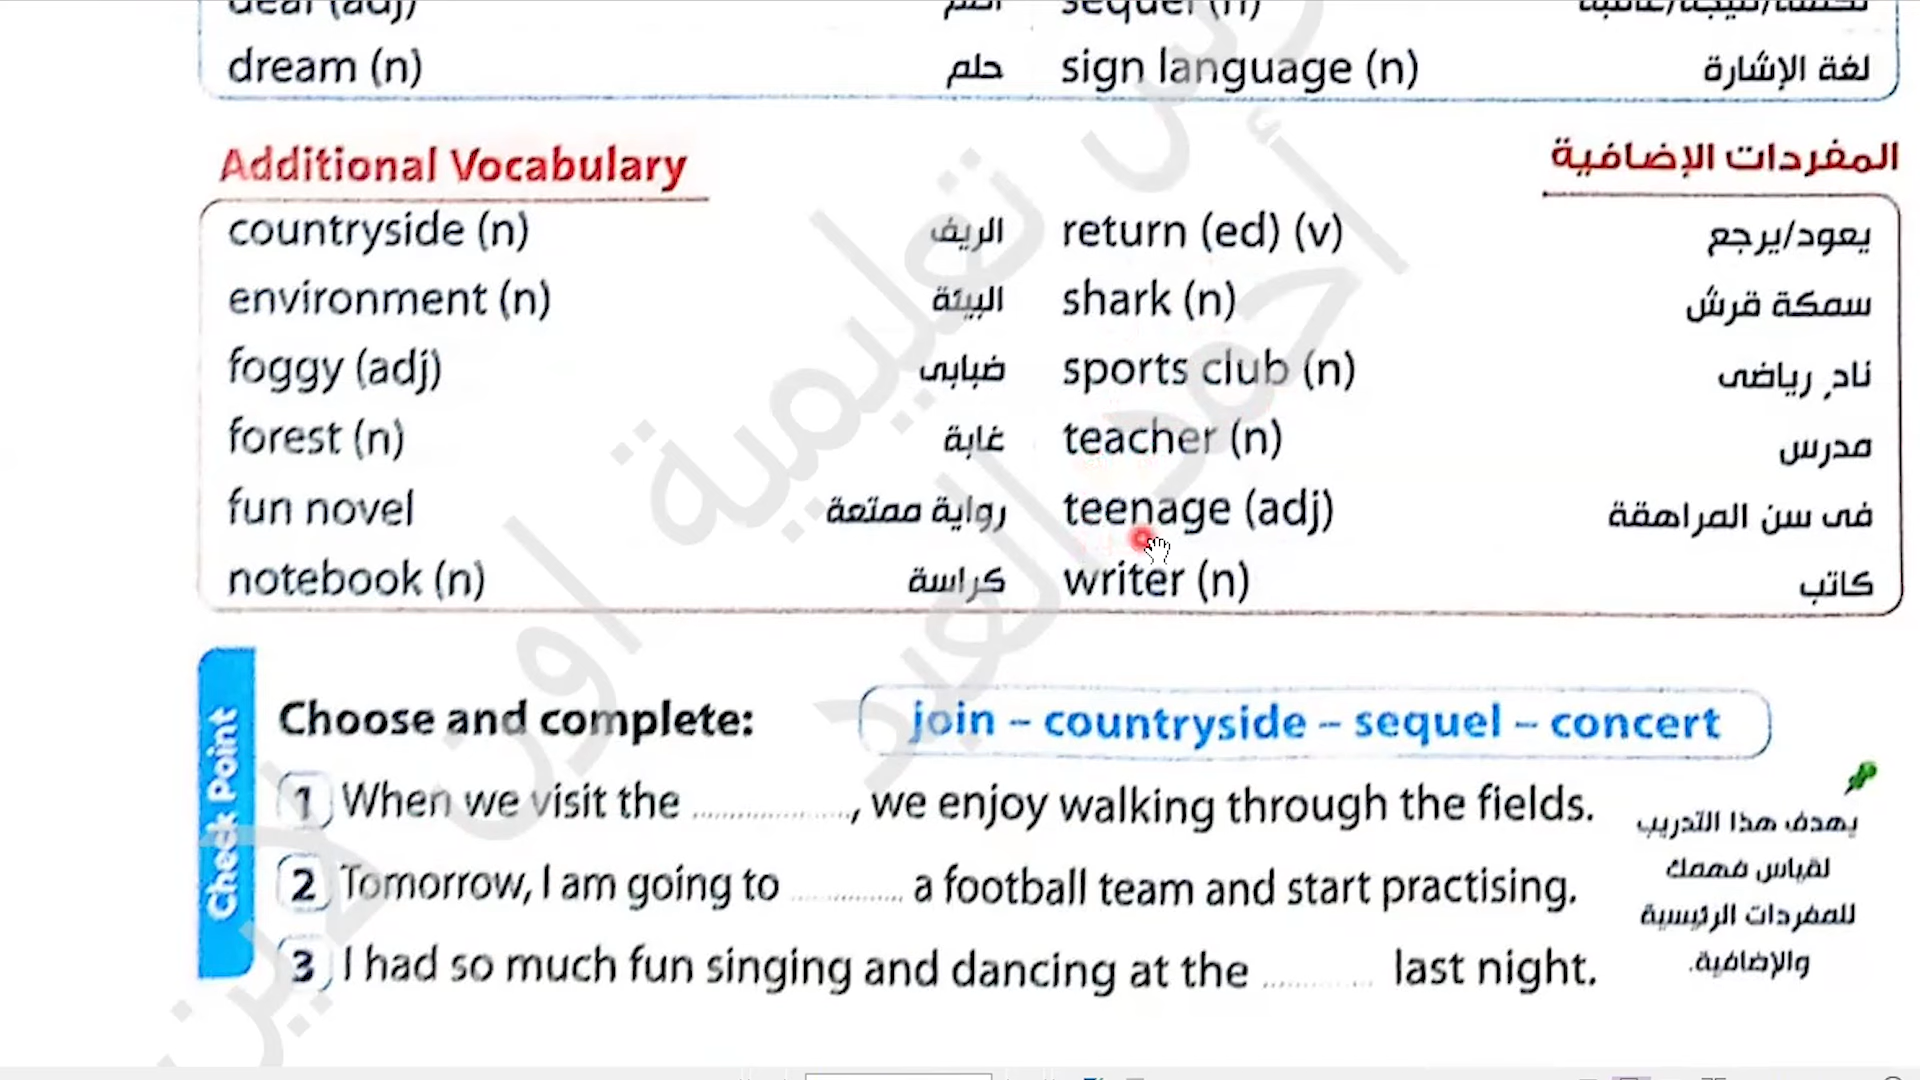 deaf (adj) أصم sequel (n)
dream (n) حلم sign language (n) لغة الإشارة
Additional Vocabulary المفردات الإضافية
countryside (n) الريف return (ed) (v) يعود/يرجع
environment (n) البيئة shark (n) سمكة قرش
foggy (adj) ضبابى sports club (n) نادٍ رياضى
forest (n) غابة teacher (n) مدرس
fun novel رواية ممتعة teenage (adj) فى سن المراهقة
notebook (n) كراسة writer (n) كاتب
Check Point
Choose and complete: join – countryside – sequel – concert
1 When we visit the ..............., we enjoy walking through the fields.
2 Tomorrow, I am going to ........... a football team and start practising.
3 I had so much fun singing and dancing at the ........... last night.
يهدف هذا التدريب
لقياس فهمك
للمفردات الرئيسية
والإضافية.